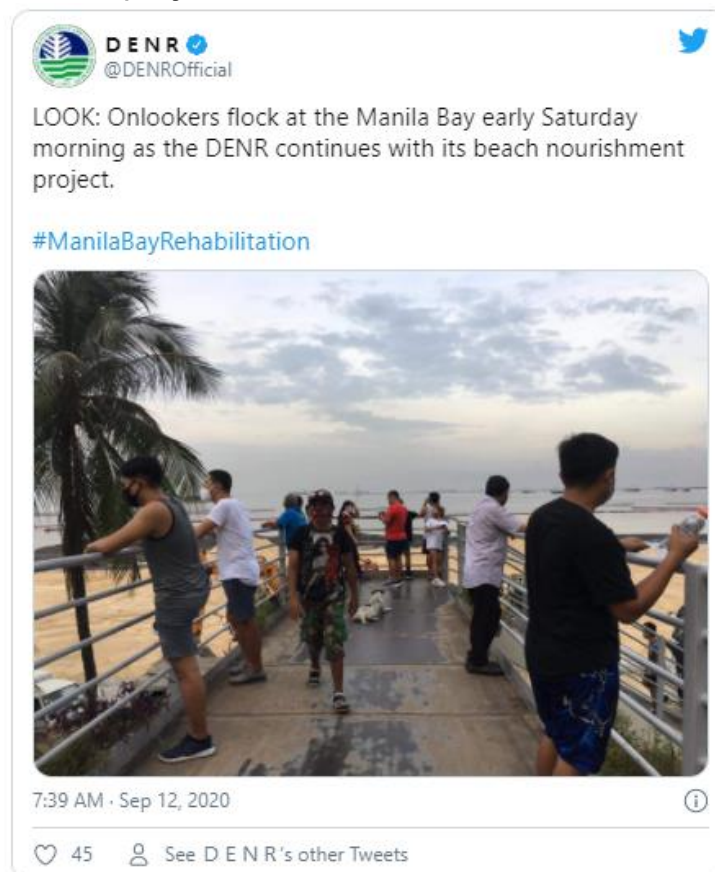 D E N R
@DENROfficial
LOOK: Onlookers flock at the Manila Bay early Saturday
morning as the DENR continues with its beach nourishment
project.
#ManilaBayRehabilitation
7:39 AM · Sep 12, 2020
45 See D E N R's other Tweets